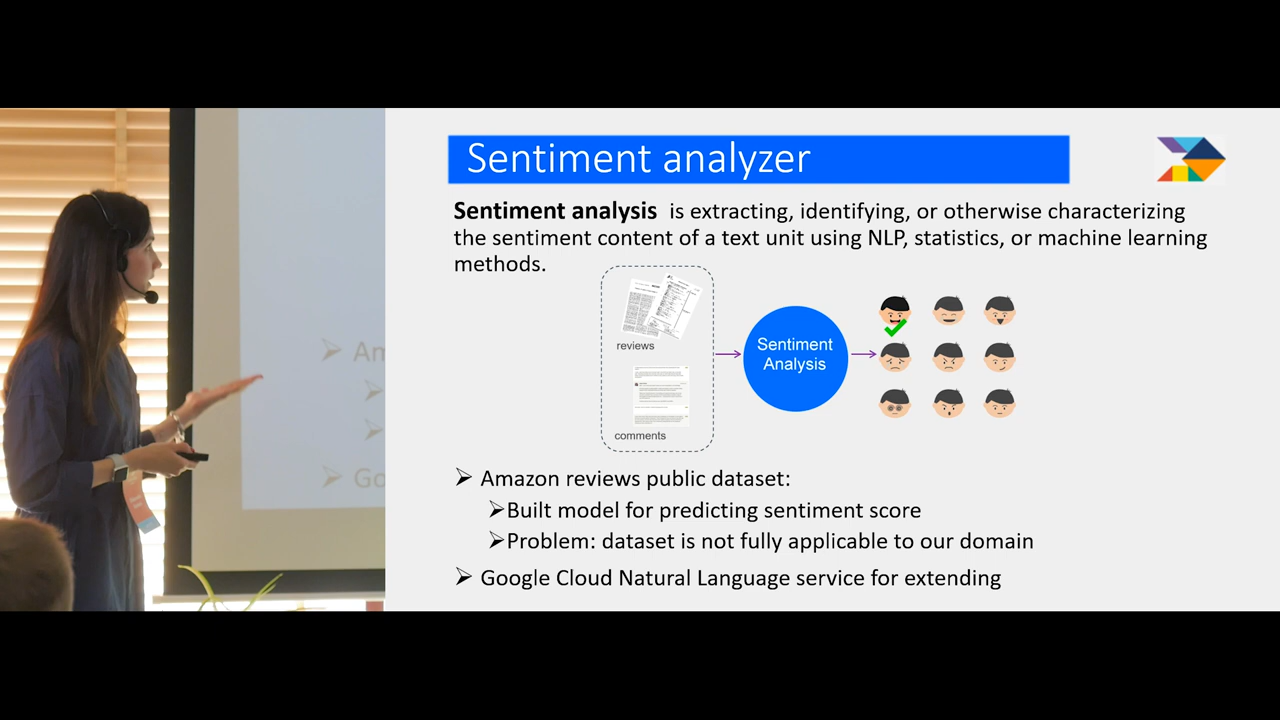 Sentiment analyzer
Sentiment analysis is extracting, identifying, or otherwise characterizing
the sentiment content of a text unit using NLP, statistics, or machine learning
methods.
reviews
comments
Sentiment
Analysis
➢ Amazon reviews public dataset:
➢Built model for predicting sentiment score
➢Problem: dataset is not fully applicable to our domain
➢ Google Cloud Natural Language service for extending
➢ Am
➢
➢
➢ Go